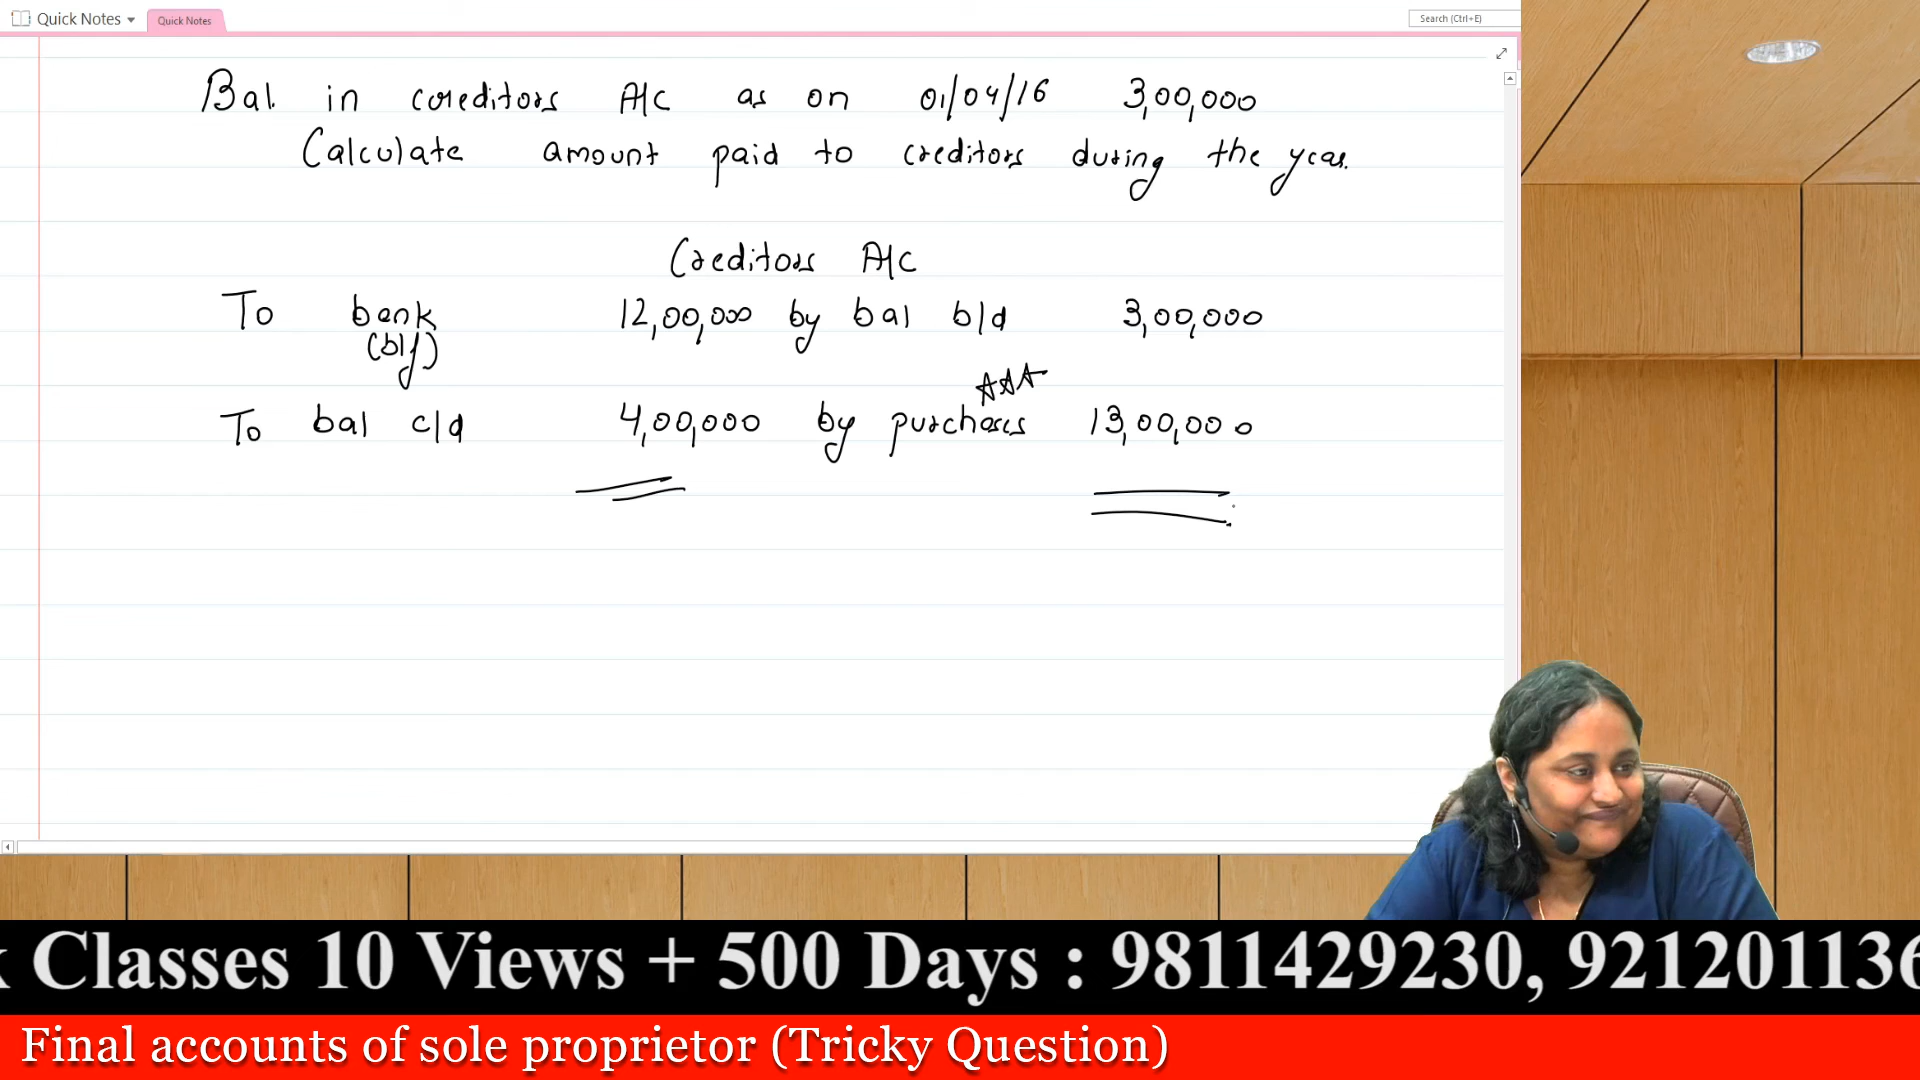 Quick Notes
Quick Notes
Search (Ctrl+E)
Bal. in creditors A/c as on 01/04/16 3,00,000
Calculate amount paid to creditors during the year.
Creditors A/c
To bank 12,00,000 by bal b/d 3,00,000
(b/f)
To bal c/d 4,00,000 by purchases 13,00,000
k Classes 10 Views + 500 Days : 9811429230, 921201136
Final accounts of sole proprietor (Tricky Question)